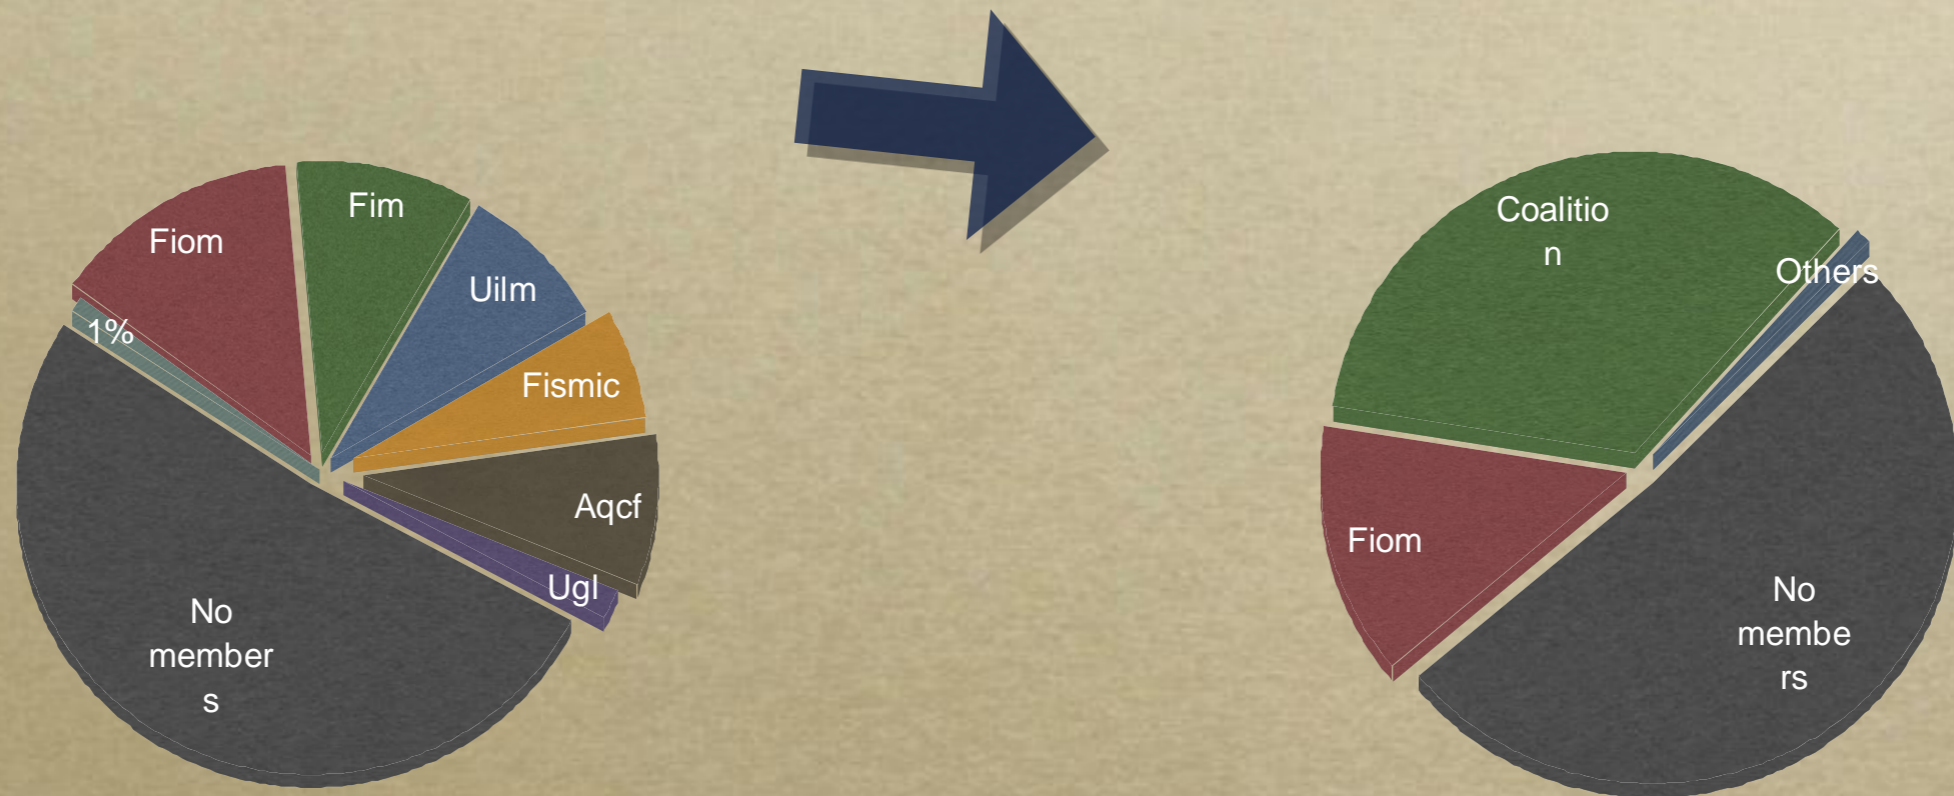 Fiom
Fim
Uilm
1%
Fismic
Aqcf
Ugl
No
member
s
Coalitio
n
Others
Fiom
No
membe
rs